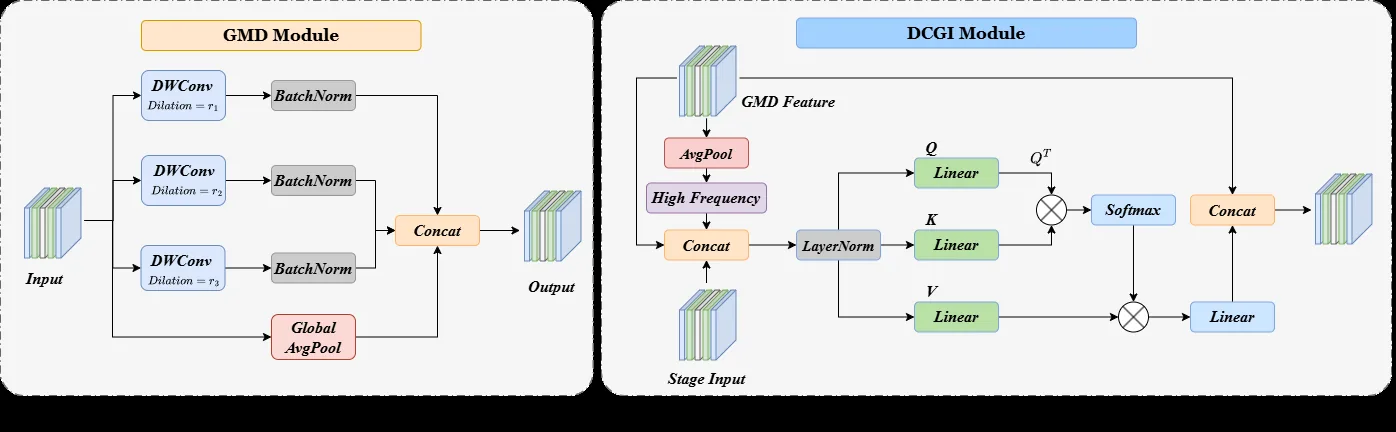 GMD Module
DWConv
Dilation = r₁
BatchNorm
DWConv
Dilation = r₂
BatchNorm
DWConv
Dilation = r₃
BatchNorm
Global
AvgPool
Concat
Input
Output
DCGI Module
GMD Feature
AvgPool
High Frequency
Concat
Stage Input
LayerNorm
Q
Linear
K
Linear
V
Linear
Qᵀ
Softmax
Linear
Concat